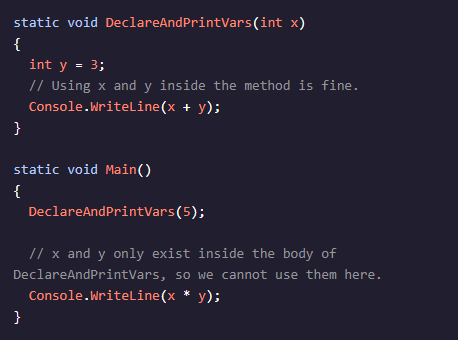 static void DeclareAndPrintVars(int x)
{
  int y = 3;
  // Using x and y inside the method is fine.
  Console.WriteLine(x + y);
}

static void Main()
{
  DeclareAndPrintVars(5);

  // x and y only exist inside the body of
DeclareAndPrintVars, so we cannot use them here.
  Console.WriteLine(x * y);
}